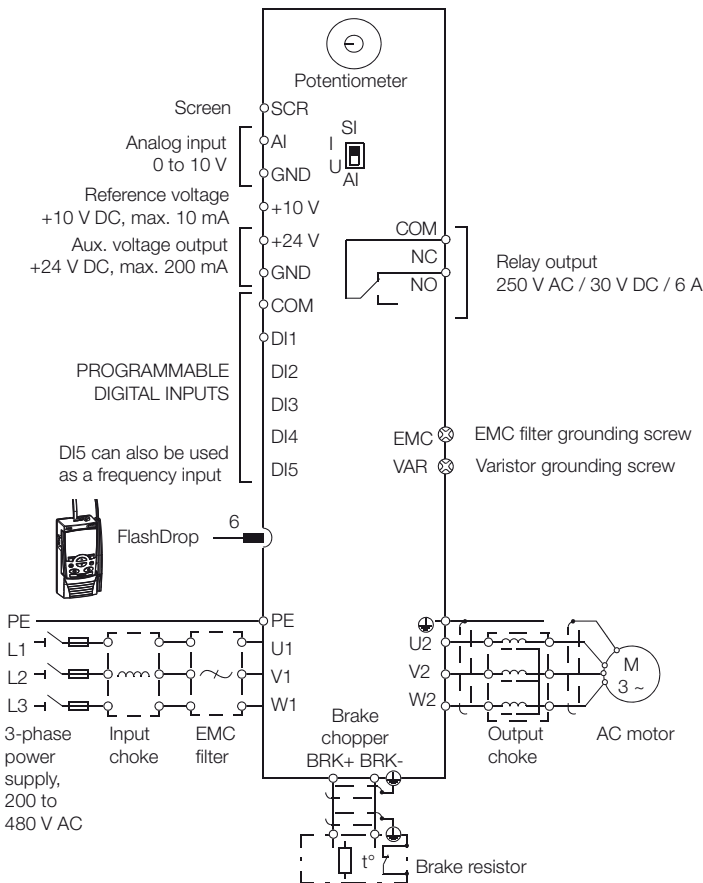 Potentiometer
Screen
SCR
Analog input
0 to 10 V
AI
GND
SI
I
U
AI
Reference voltage
+10 V DC, max. 10 mA
+10 V
Aux. voltage output
+24 V DC, max. 200 mA
+24 V
GND
COM
NC
NO
Relay output
250 V AC / 30 V DC / 6 A
COM
DI1
PROGRAMMABLE
DIGITAL INPUTS
DI2
DI3
DI4
DI5
DI5 can also be used
as a frequency input
EMC
EMC filter grounding screw
VAR
Varistor grounding screw
FlashDrop
6
PE
PE
L1
U1
U2
L2
V1
V2
L3
W1
W2
M
3 ~
3-phase
power
supply,
200 to
480 V AC
Input
choke
EMC
filter
Brake
chopper
BRK+ BRK-
Output
choke
AC motor
t°
Brake resistor